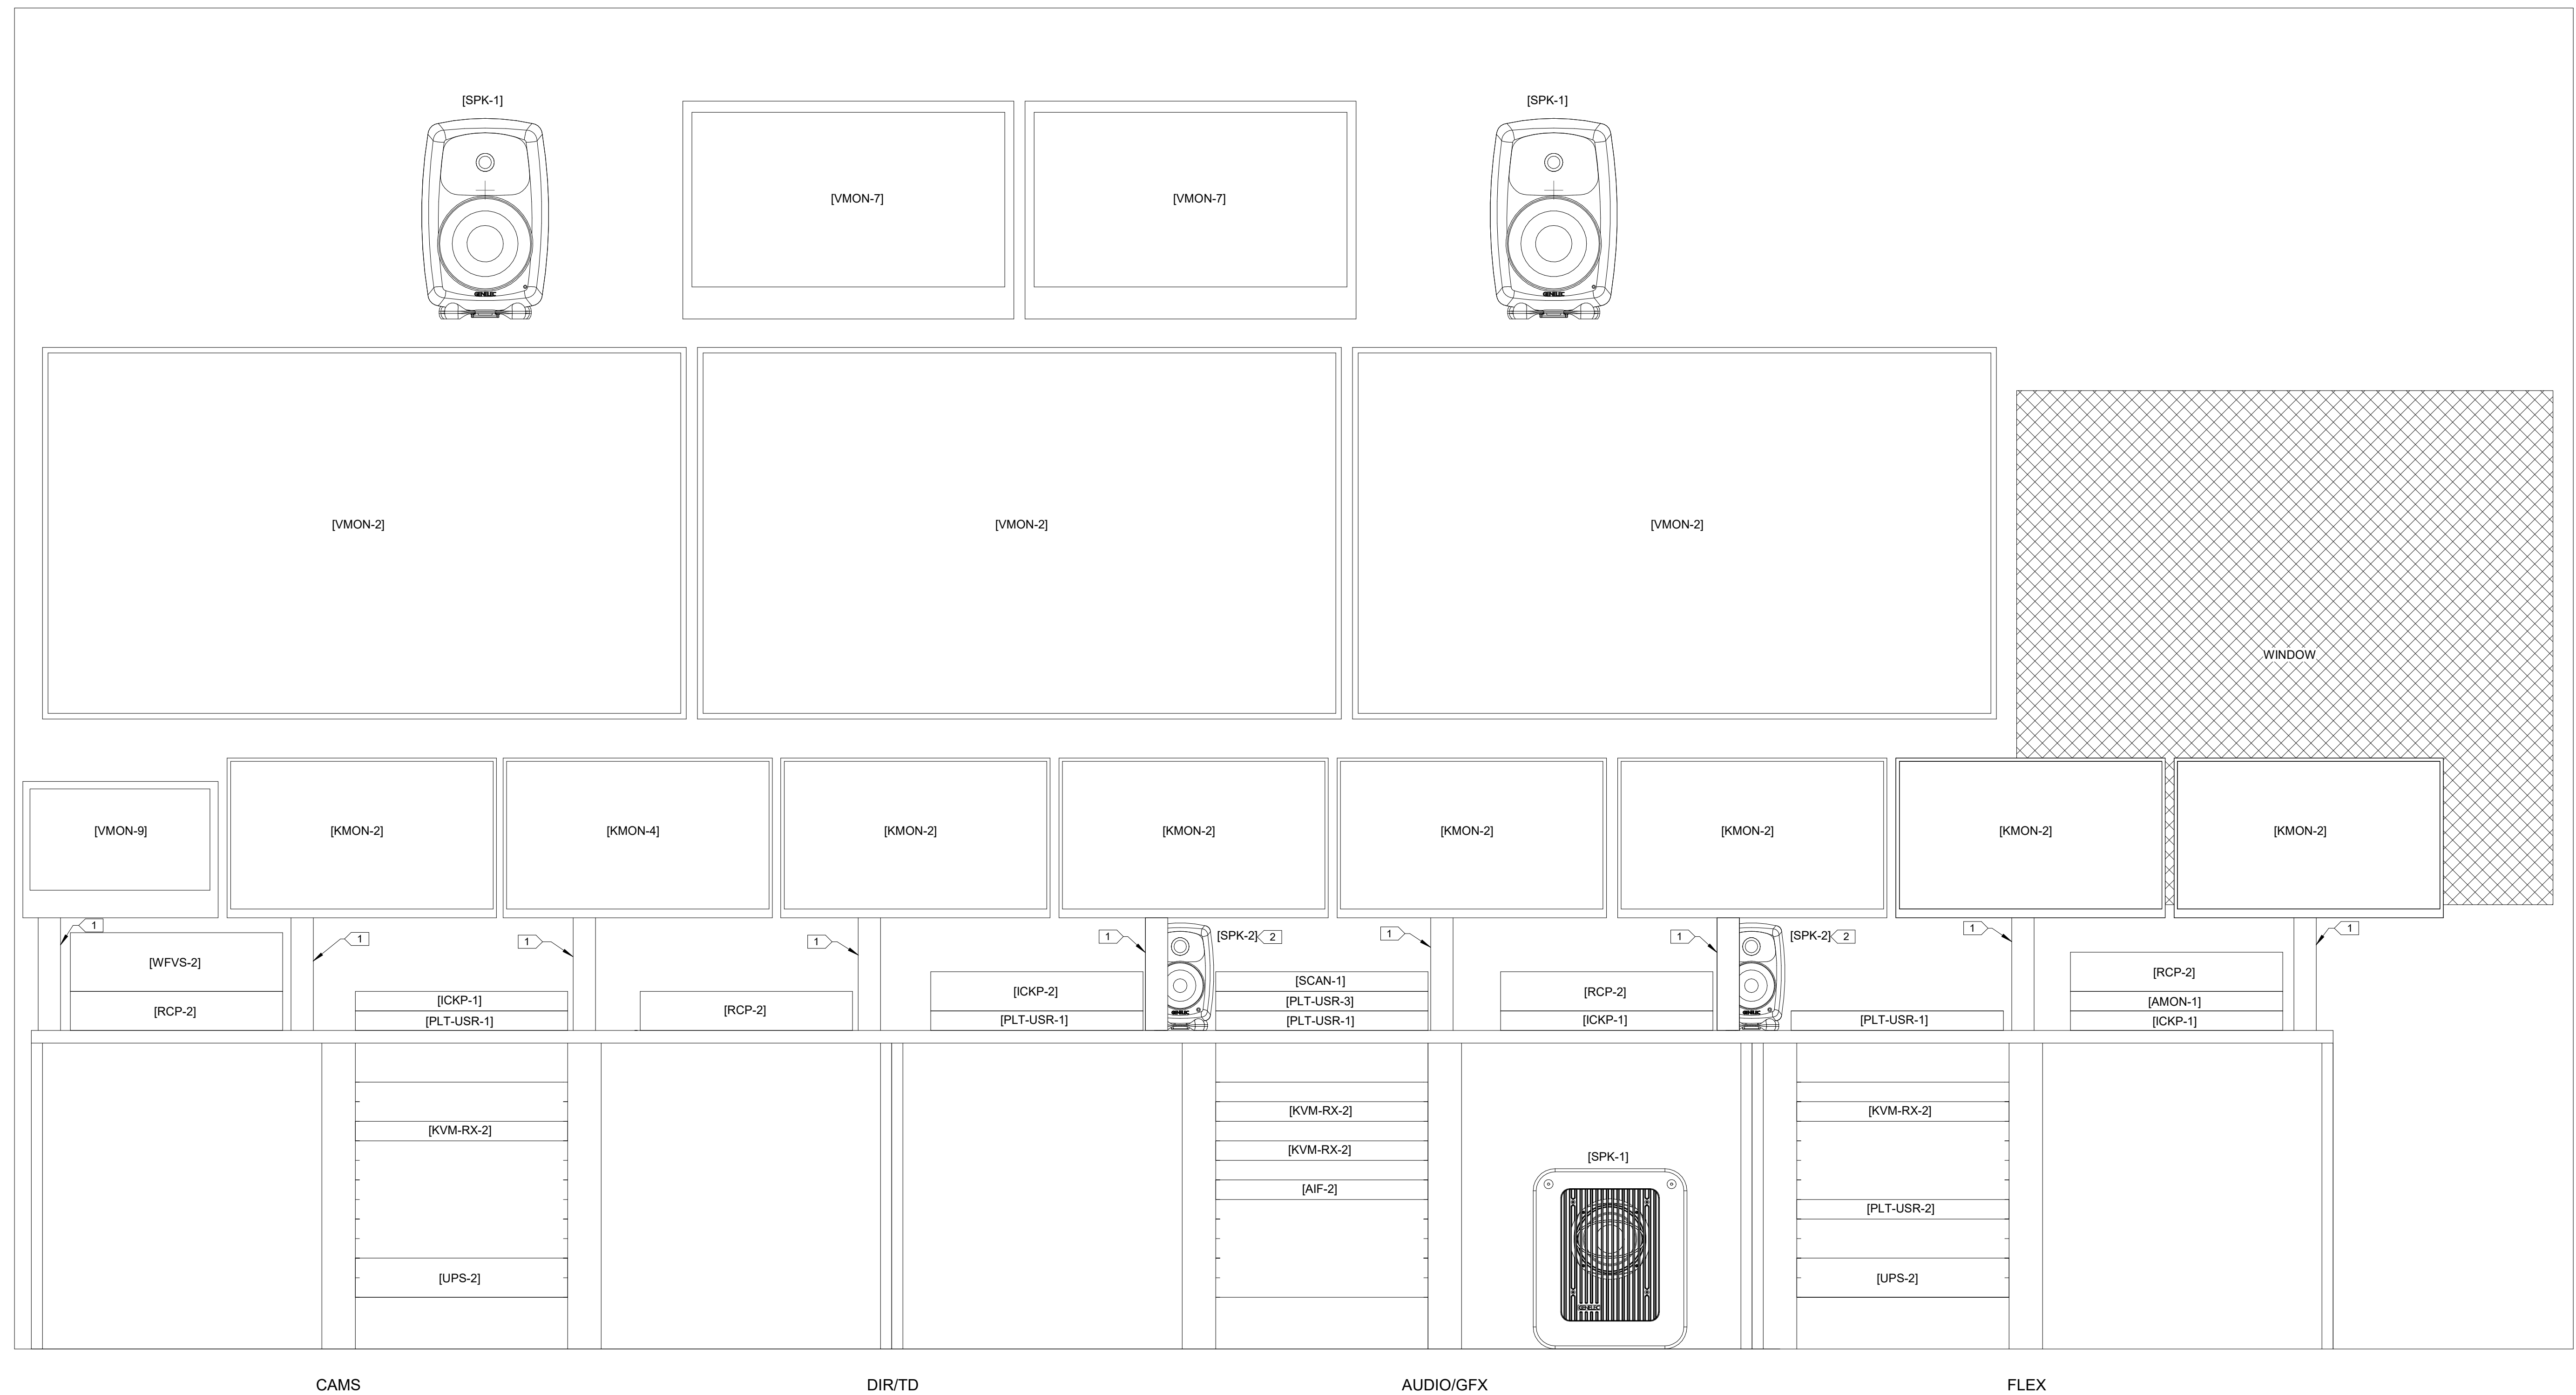 [SPK-1]
[SPK-1]
[VMON-7]
[VMON-7]
GENELEC
GENELEC
[VMON-2]
[VMON-2]
[VMON-2]
WINDOW
[VMON-9]
[KMON-2]
[KMON-4]
[KMON-2]
[KMON-2]
[KMON-2]
[KMON-2]
[KMON-2]
[KMON-2]
1
1
1
1
1
[SPK-2] 2
1
1
[SPK-2] 2
1
1
[WFVS-2]
[RCP-2]
[ICKP-1]
[PLT-USR-1]
[RCP-2]
[ICKP-2]
[PLT-USR-1]
GENELEC
[SCAN-1]
[PLT-USR-3]
[PLT-USR-1]
[RCP-2]
[ICKP-1]
GENELEC
[PLT-USR-1]
[RCP-2]
[AMON-1]
[ICKP-1]
[KVM-RX-2]
[UPS-2]
[KVM-RX-2]
[KVM-RX-2]
[AIF-2]
[SPK-1]
GENELEC
[KVM-RX-2]
[PLT-USR-2]
[UPS-2]
CAMS
DIR/TD
AUDIO/GFX
FLEX